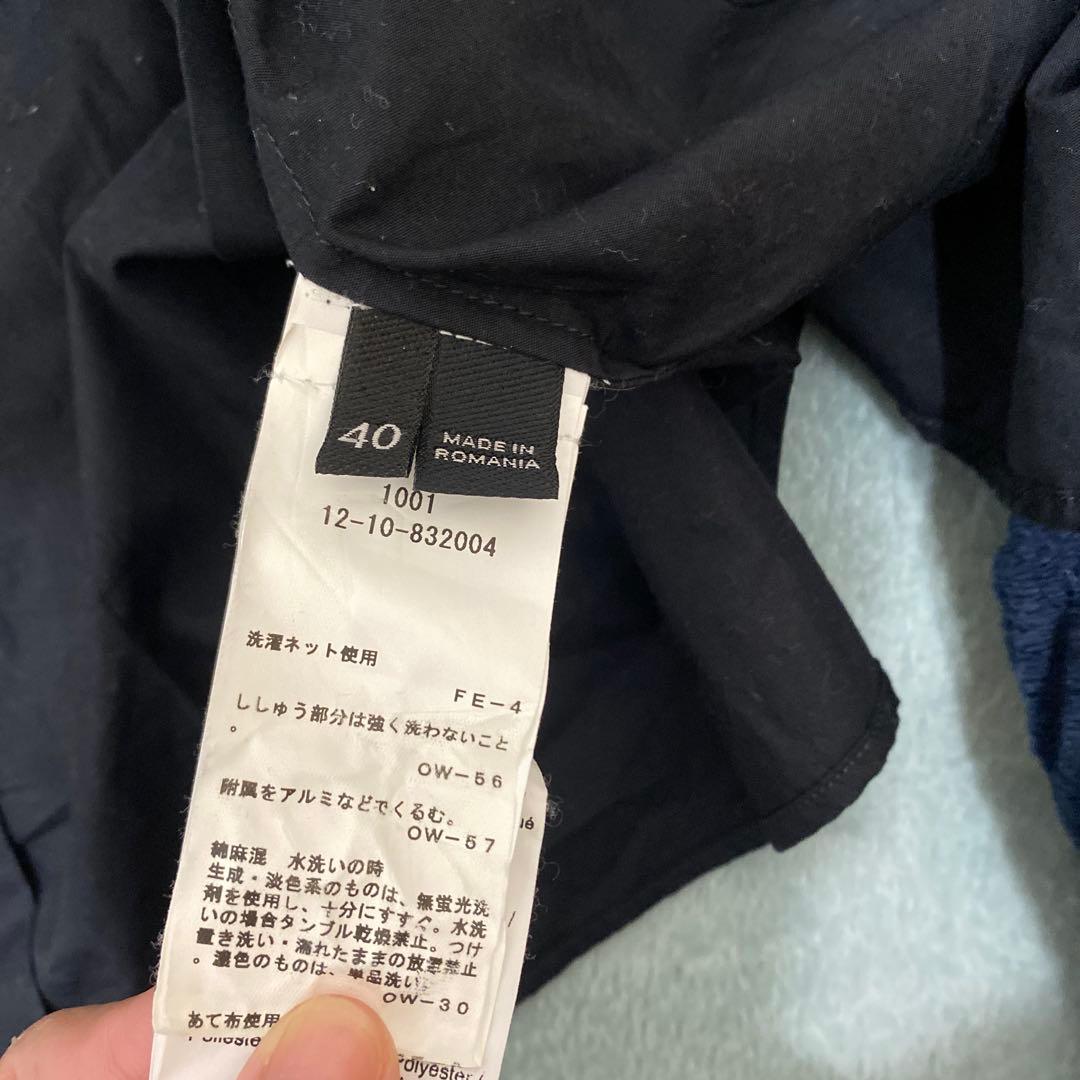 40
MADE IN
ROMANIA
1001
12-10-832004
洗濯ネット使用
FE-4
ししゅう部分は強く洗わないこと
。
OW-56
附属をアルミなどでくるむ。
OW-57
綿麻混 水洗いの時
生成・淡色系のものは、無蛍光洗
剤を使用し、十分にすすぐ。水洗
いの場合タンブル乾燥禁止。つけ
置き洗い・濡れたままの放置禁止
。濃色のものは、単品洗い
OW-30
あて布使用
Polyester